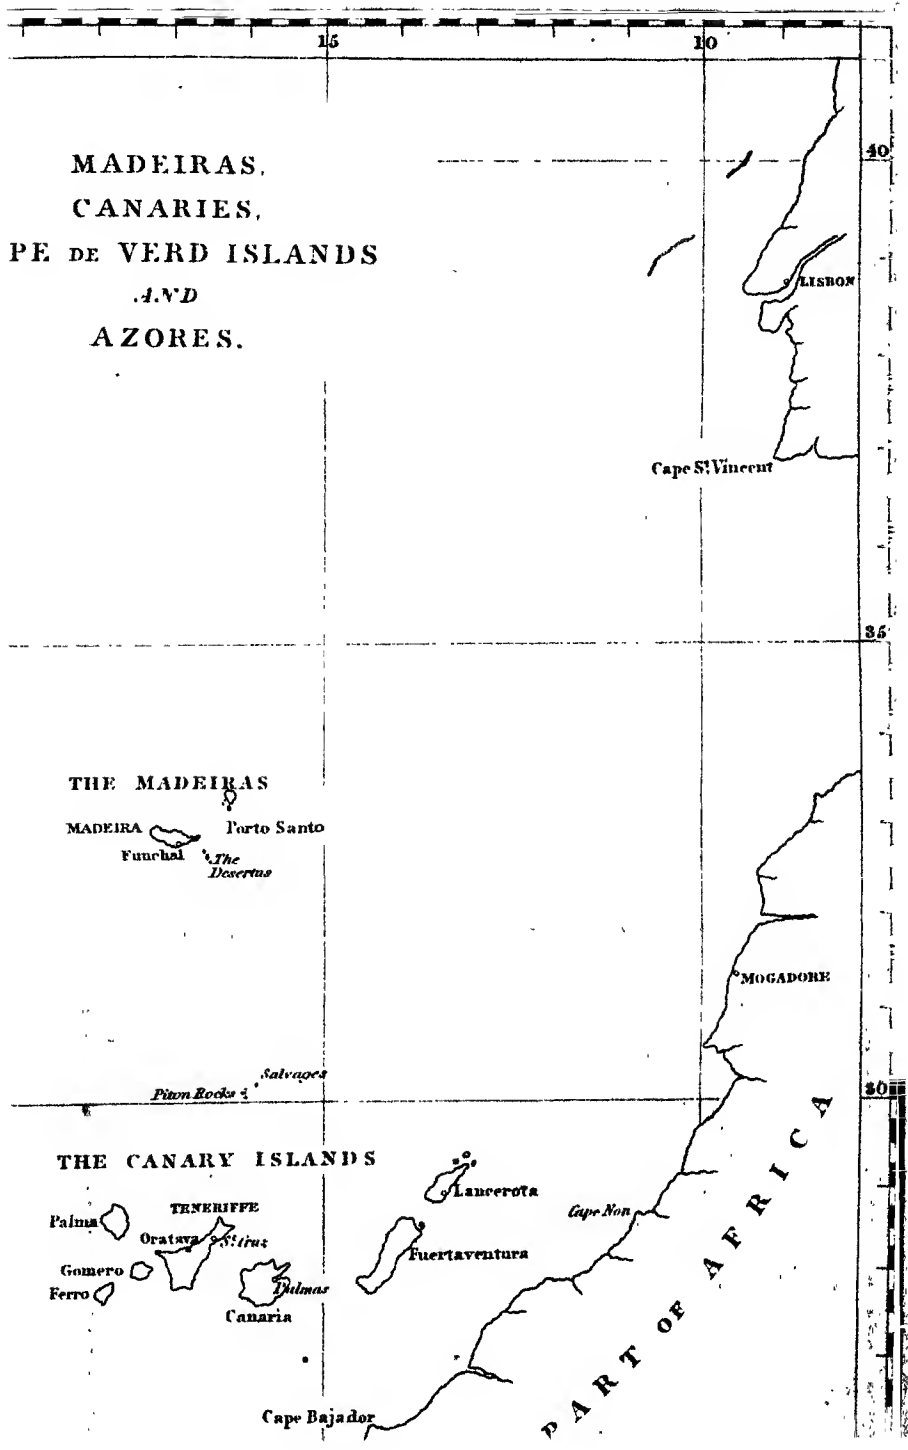 15 10
40
MADEIRAS,
CANARIES,
PE DE VERD ISLANDS
AND
AZORES.
LISBON
Cape St. Vincent
35
THE MADEIRAS
MADEIRA
Porto Santo
Funchal
The
Desertas
MOGADORE
Salvages
Piton Rocks
30
THE CANARY ISLANDS
Lancerota
Palma
TENERIFFE
Oratava
St. Cruz
Cape Non
Fuertaventura
Gomero
Ferro
Palmas
Canaria
PART OF AFRICA
Cape Bajador